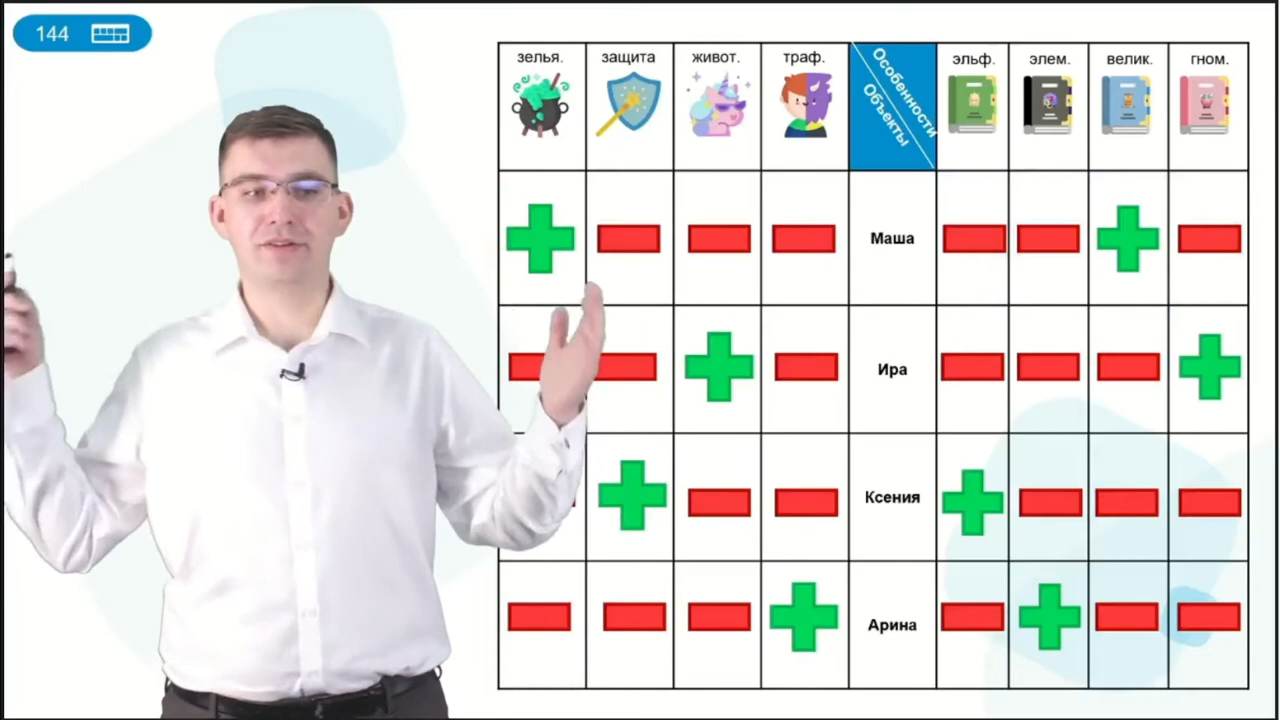 144
зелья.
защита
живот.
траф.
Особенности
Объекты
эльф.
элем.
велик.
гном.
Маша
Ира
Ксения
Арина